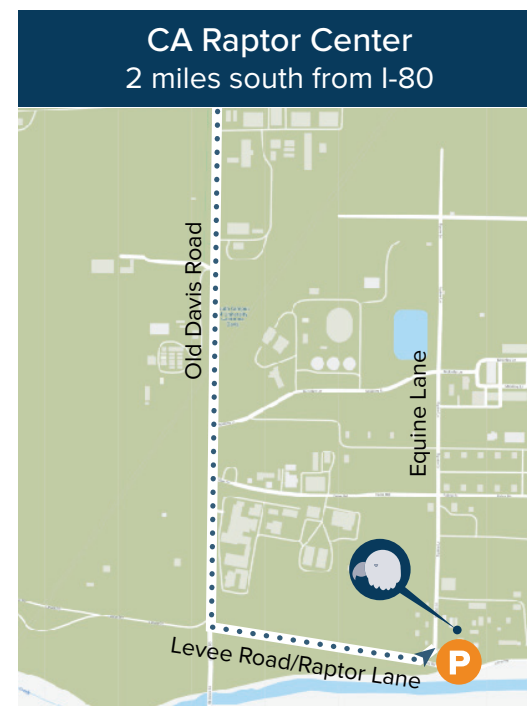 CA Raptor Center
2 miles south from I-80
Old Davis Road
Equine Lane
Levee Road/Raptor Lane
P